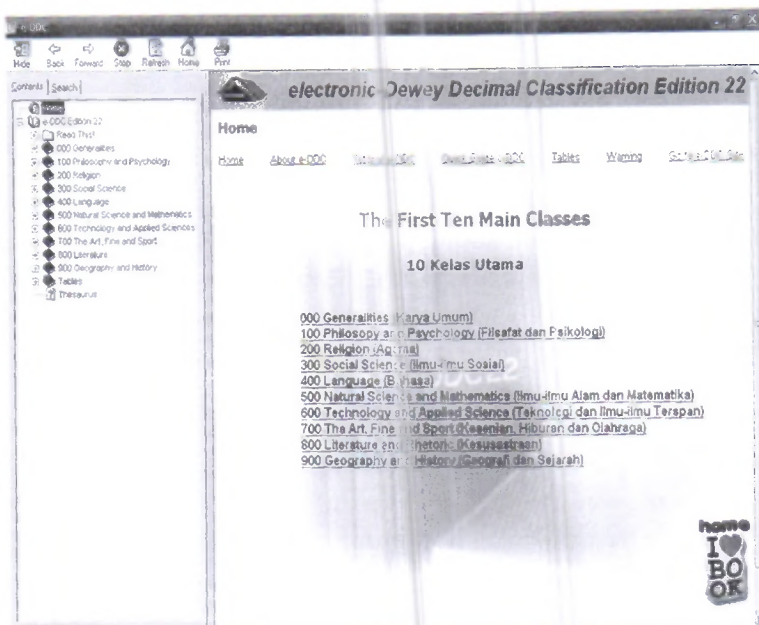 e-DDC
Hide Back Forward Stop Refresh Home Print
Contents Search
e-DDC Edition 22
Read This!
000 Generalities
100 Philosophy and Psychology
200 Religion
300 Social Science
400 Language
500 Natural Science and Mathematics
600 Technology and Applied Sciences
700 The Art, Fine and Sport
800 Literature
900 Geography and History
Tables
Thesaurus
electronic Dewey Decimal Classification Edition 22
Home
Home About e-DDC Tables Warning
The First Ten Main Classes
10 Kelas Utama
000 Generalities (Karya Umum)
100 Philosopy and Psychology (Filsafat dan Psikologi)
200 Religion (Agama)
300 Social Science (Ilmu-ilmu Sosial)
400 Language (Bahasa)
500 Natural Science and Mathematics (Ilmu-ilmu Alam dan Matematika)
600 Technology and Applied Science (Teknologi dan Ilmu-ilmu Terapan)
700 The Art, Fine and Sport (Kesenian, Hiburan dan Olahraga)
800 Literature and Rhetoric (Kesusastraan)
900 Geography and History (Geografi dan Sejarah)
home
I
BO
OK